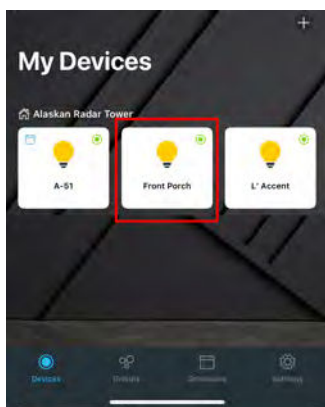 My Devices
Alaskan Radar Tower
A-51
Front Porch
L' Accent
Devices